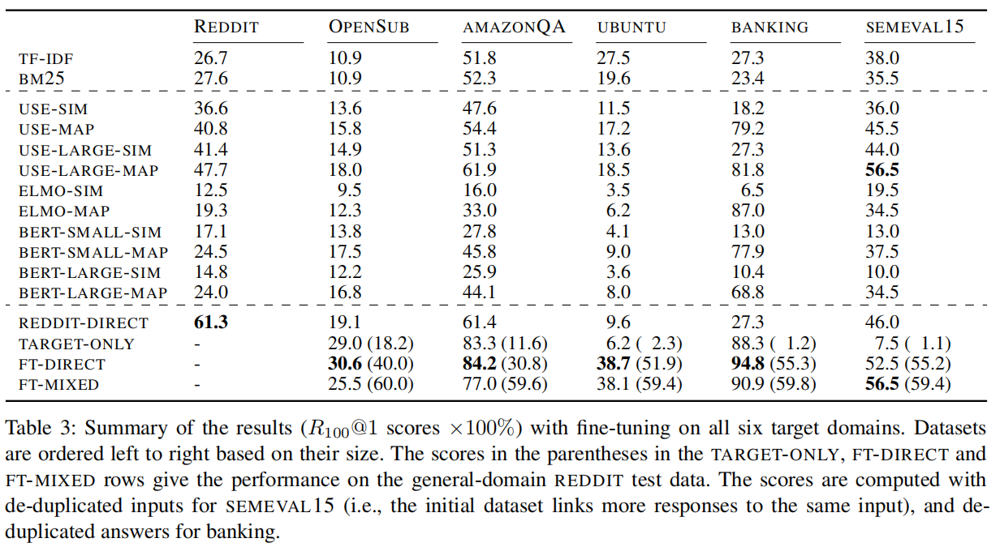 REDDIT OPENSUB AMAZONQA UBUNTU BANKING SEMEVAL15
TF-IDF 26.7 10.9 51.8 27.5 27.3 38.0
BM25 27.6 10.9 52.3 19.6 23.4 35.5
USE-SIM 36.6 13.6 47.6 11.5 18.2 36.0
USE-MAP 40.8 15.8 54.4 17.2 79.2 45.5
USE-LARGE-SIM 41.4 14.9 51.3 13.6 27.3 44.0
USE-LARGE-MAP 47.7 18.0 61.9 18.5 81.8 56.5
ELMO-SIM 12.5 9.5 16.0 3.5 6.5 19.5
ELMO-MAP 19.3 12.3 33.0 6.2 87.0 34.5
BERT-SMALL-SIM 17.1 13.8 27.8 4.1 13.0 13.0
BERT-SMALL-MAP 24.5 17.5 45.8 9.0 77.9 37.5
BERT-LARGE-SIM 14.8 12.2 25.9 3.6 10.4 10.0
BERT-LARGE-MAP 24.0 16.8 44.1 8.0 68.8 34.5
REDDIT-DIRECT 61.3 19.1 61.4 9.6 27.3 46.0
TARGET-ONLY - 29.0 (18.2) 83.3 (11.6) 6.2 ( 2.3) 88.3 ( 1.2) 7.5 ( 1.1)
FT-DIRECT - 30.6 (40.0) 84.2 (30.8) 38.7 (51.9) 94.8 (55.3) 52.5 (55.2)
FT-MIXED - 25.5 (60.0) 77.0 (59.6) 38.1 (59.4) 90.9 (59.8) 56.5 (59.4)
Table 3: Summary of the results (R100@1 scores ×100%) with fine-tuning on all six target domains. Datasets
are ordered left to right based on their size. The scores in the parentheses in the TARGET-ONLY, FT-DIRECT and
FT-MIXED rows give the performance on the general-domain REDDIT test data. The scores are computed with
de-duplicated inputs for SEMEVAL15 (i.e., the initial dataset links more responses to the same input), and de-
duplicated answers for banking.